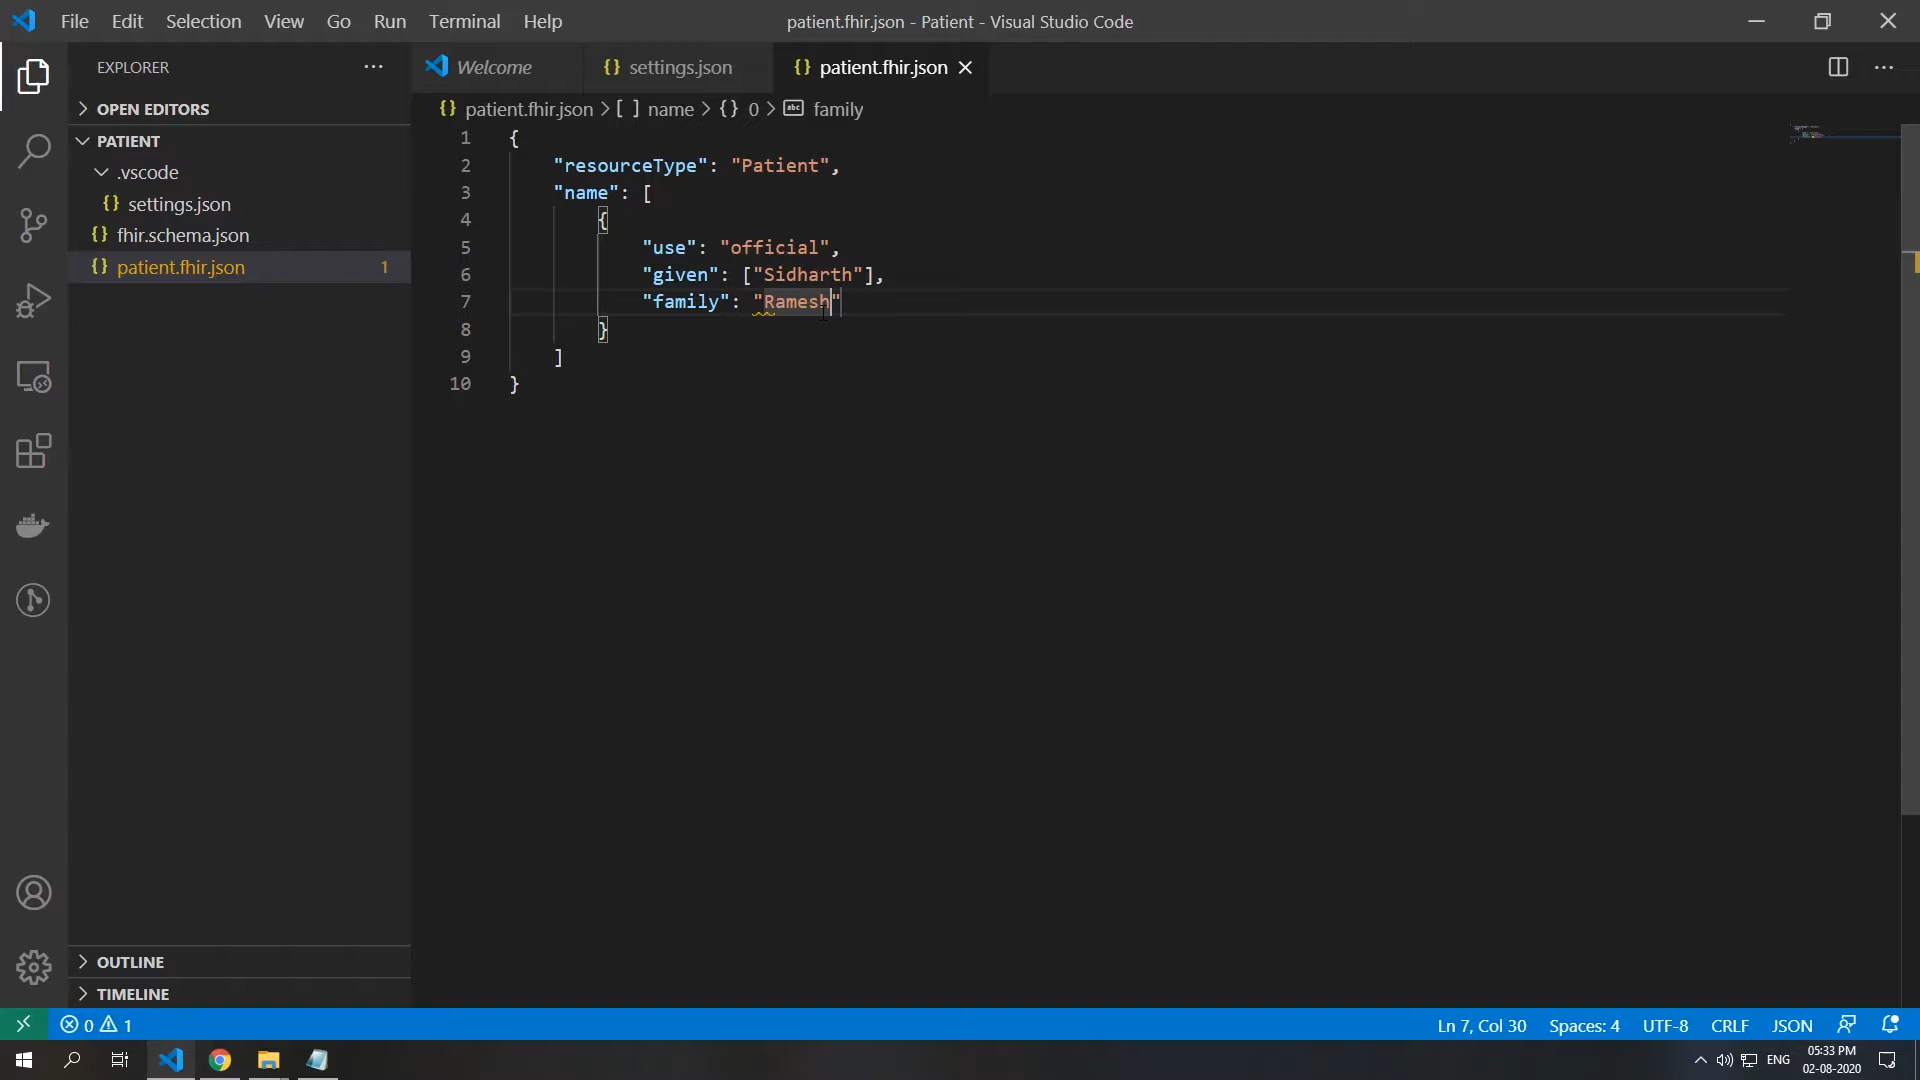 File Edit Selection View Go Run Terminal Help
patient.fhir.json - Patient - Visual Studio Code
EXPLORER
Welcome
{} settings.json
{} patient.fhir.json
OPEN EDITORS
PATIENT
.vscode
{} settings.json
{} fhir.schema.json
{} patient.fhir.json 1
OUTLINE
TIMELINE
{} patient.fhir.json > [ ] name > {} 0 > abc family
1 {
2 "resourceType": "Patient",
3 "name": [
4 {
5 "use": "official",
6 "given": ["Sidharth"],
7 "family": "Ramesh"
8 }
9 ]
10 }
0 1
Ln 7, Col 30 Spaces: 4 UTF-8 CRLF JSON
ENG
05:33 PM
02-08-2020